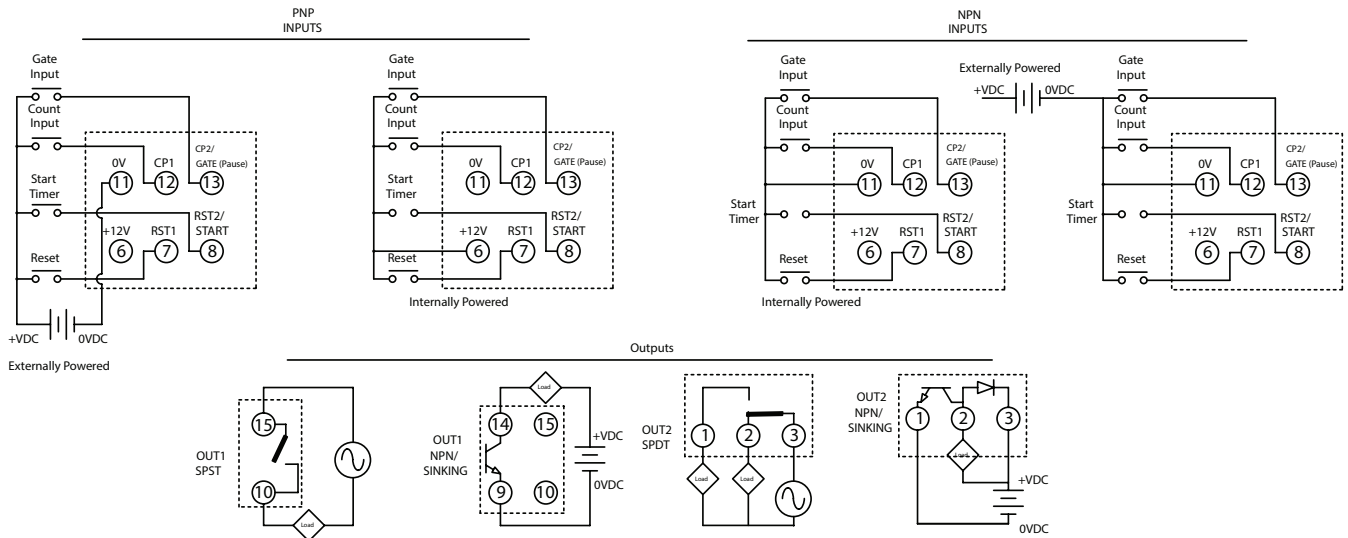 PNP
INPUTS
Gate
Input
Count
Input
CP2/
GATE (Pause)
0V
CP1
11
12
13
Start
Timer
RST2/
START
+12V
RST1
6
7
8
Reset
+VDC
0VDC
Externally Powered
Gate
Input
Count
Input
CP2/
GATE (Pause)
0V
CP1
11
12
13
Start
Timer
RST2/
START
+12V
RST1
6
7
8
Reset
Internally Powered
NPN
INPUTS
Gate
Input
Count
Input
CP2/
GATE (Pause)
0V
CP1
11
12
13
Start
Timer
RST2/
START
+12V
RST1
6
7
8
Reset
Internally Powered
Externally Powered
+VDC
0VDC
Gate
Input
Count
Input
CP2/
GATE (Pause)
0V
CP1
11
12
13
Start
Timer
RST2/
START
+12V
RST1
6
7
8
Reset
Outputs
15
OUT1
SPST
10
Load
Load
14
15
OUT1
NPN/
SINKING
+VDC
9
10
0VDC
OUT2
SPDT
1
2
3
Load
Load
OUT2
NPN/
SINKING
1
2
3
Load
+VDC
0VDC